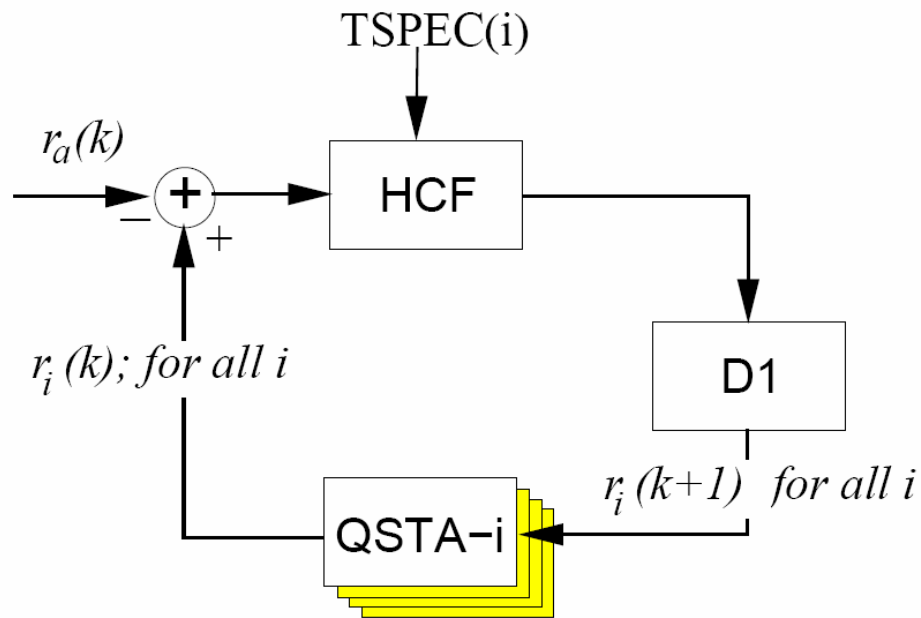 TSPEC(i)
r_a(k)
HCF
+
−
+
D1
r_i(k); for all i
r_i(k+1) for all i
QSTA−i